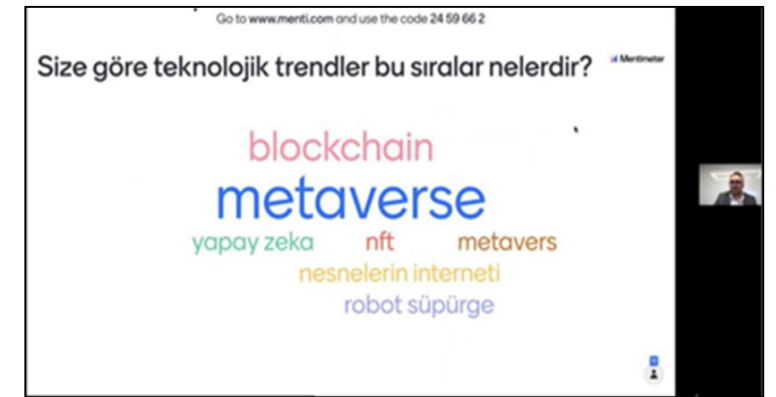 Go to www.menti.com and use the code 24 59 66 2
Size göre teknolojik trendler bu sıralar nelerdir?
Mentimeter
blockchain
metaverse
yapay zeka nft metavers
nesnelerin interneti
robot süpürge